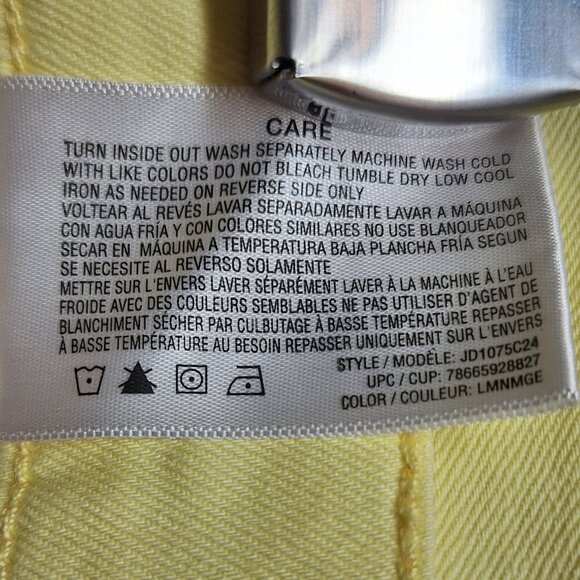 CARE
TURN INSIDE OUT WASH SEPARATELY MACHINE WASH COLD
WITH LIKE COLORS DO NOT BLEACH TUMBLE DRY LOW COOL
IRON AS NEEDED ON REVERSE SIDE ONLY
VOLTEAR AL REVÉS LAVAR SEPARADAMENTE LAVAR A MÁQUINA
CON AGUA FRÍA Y CON COLORES SIMILARES NO USE BLANQUEADOR
SECAR EN MÁQUINA A TEMPERATURA BAJA PLANCHA FRÍA SEGUN
SE NECESITE AL REVERSO SOLAMENTE
METTRE SUR L'ENVERS LAVER SÉPARÉMENT LAVER À LA MACHINE À L'EAU
FROIDE AVEC DES COULEURS SEMBLABLES NE PAS UTILISER D'AGENT DE
BLANCHIMENT SÉCHER PAR CULBUTAGE À BASSE TEMPÉRATURE REPASSER
À BASSE TEMPÉRATURE AU BESOIN REPASSER UNIQUEMENT SUR L'ENVERS
STYLE / MODÈLE: JD1075C24
UPC / CUP: 78665928827
COLOR / COULEUR: LMNMGE